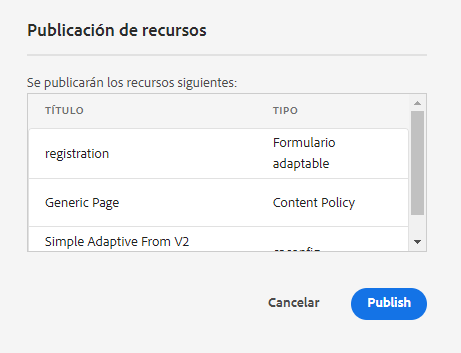 Publicación de recursos
Se publicarán los recursos siguientes:
TÍTULO TIPO
registration Formulario adaptable
Generic Page Content Policy
Simple Adaptive From V2
Cancelar Publish